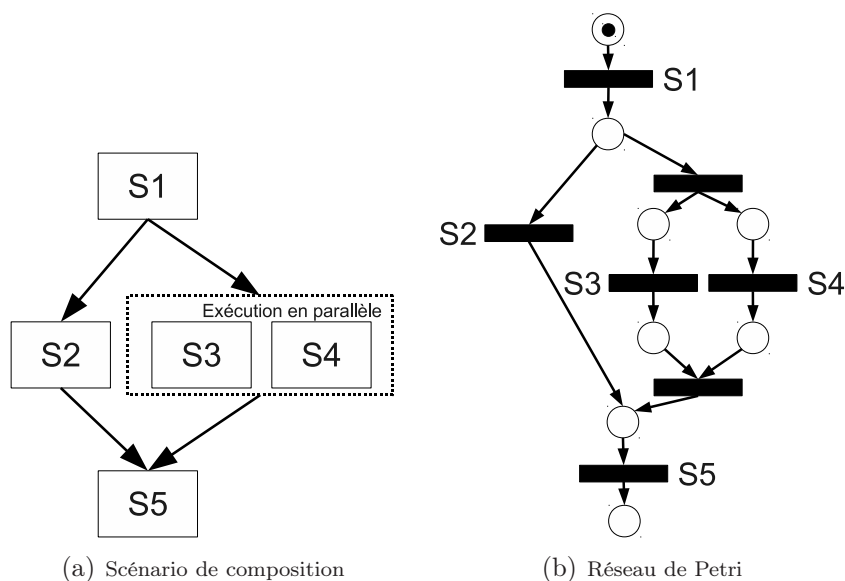 S1
S1
S2
Exécution en parallèle
S2
S3
S4
S3
S4
S5
S5
(a) Scénario de composition
(b) Réseau de Petri